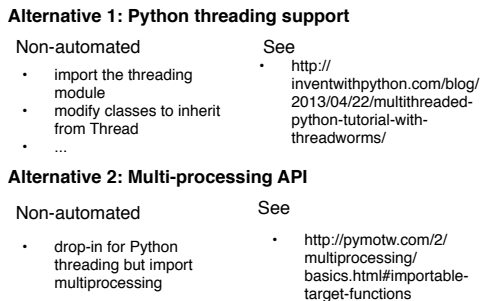 Alternative 1: Python threading support
Non-automated
• import the threading
module
• modify classes to inherit
from Thread
• ...
See
• http://
inventwithpython.com/blog/
2013/04/22/multithreaded-
python-tutorial-with-
threadworms/
Alternative 2: Multi-processing API
Non-automated
• drop-in for Python
threading but import
multiprocessing
See
• http://pymotw.com/2/
multiprocessing/
basics.html#importable-
target-functions